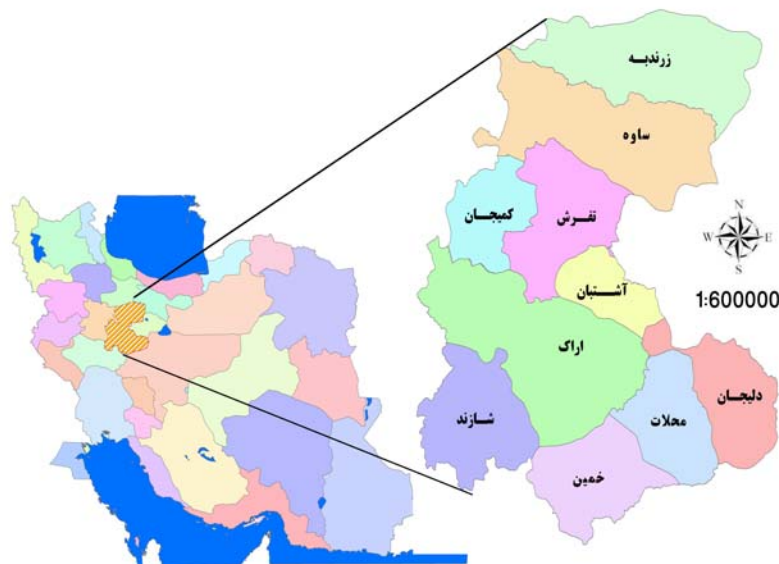 زرندیه
ساوه
کمیجان
تفرش
N
W E
S
آشتیان
1:600000
اراک
دلیجان
شازند
محلات
خمین